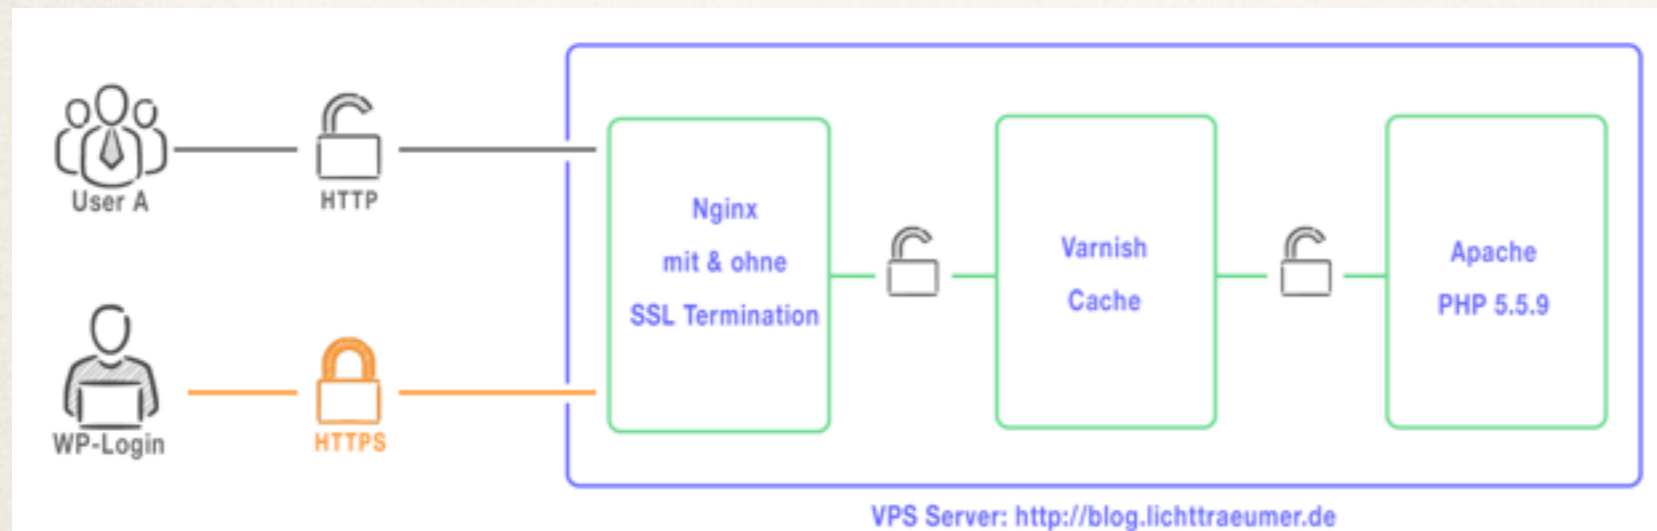 User A
HTTP
WP-Login
HTTPS
Nginx
mit & ohne
SSL Termination
Varnish
Cache
Apache
PHP 5.5.9
VPS Server: http://blog.lichttraeumer.de